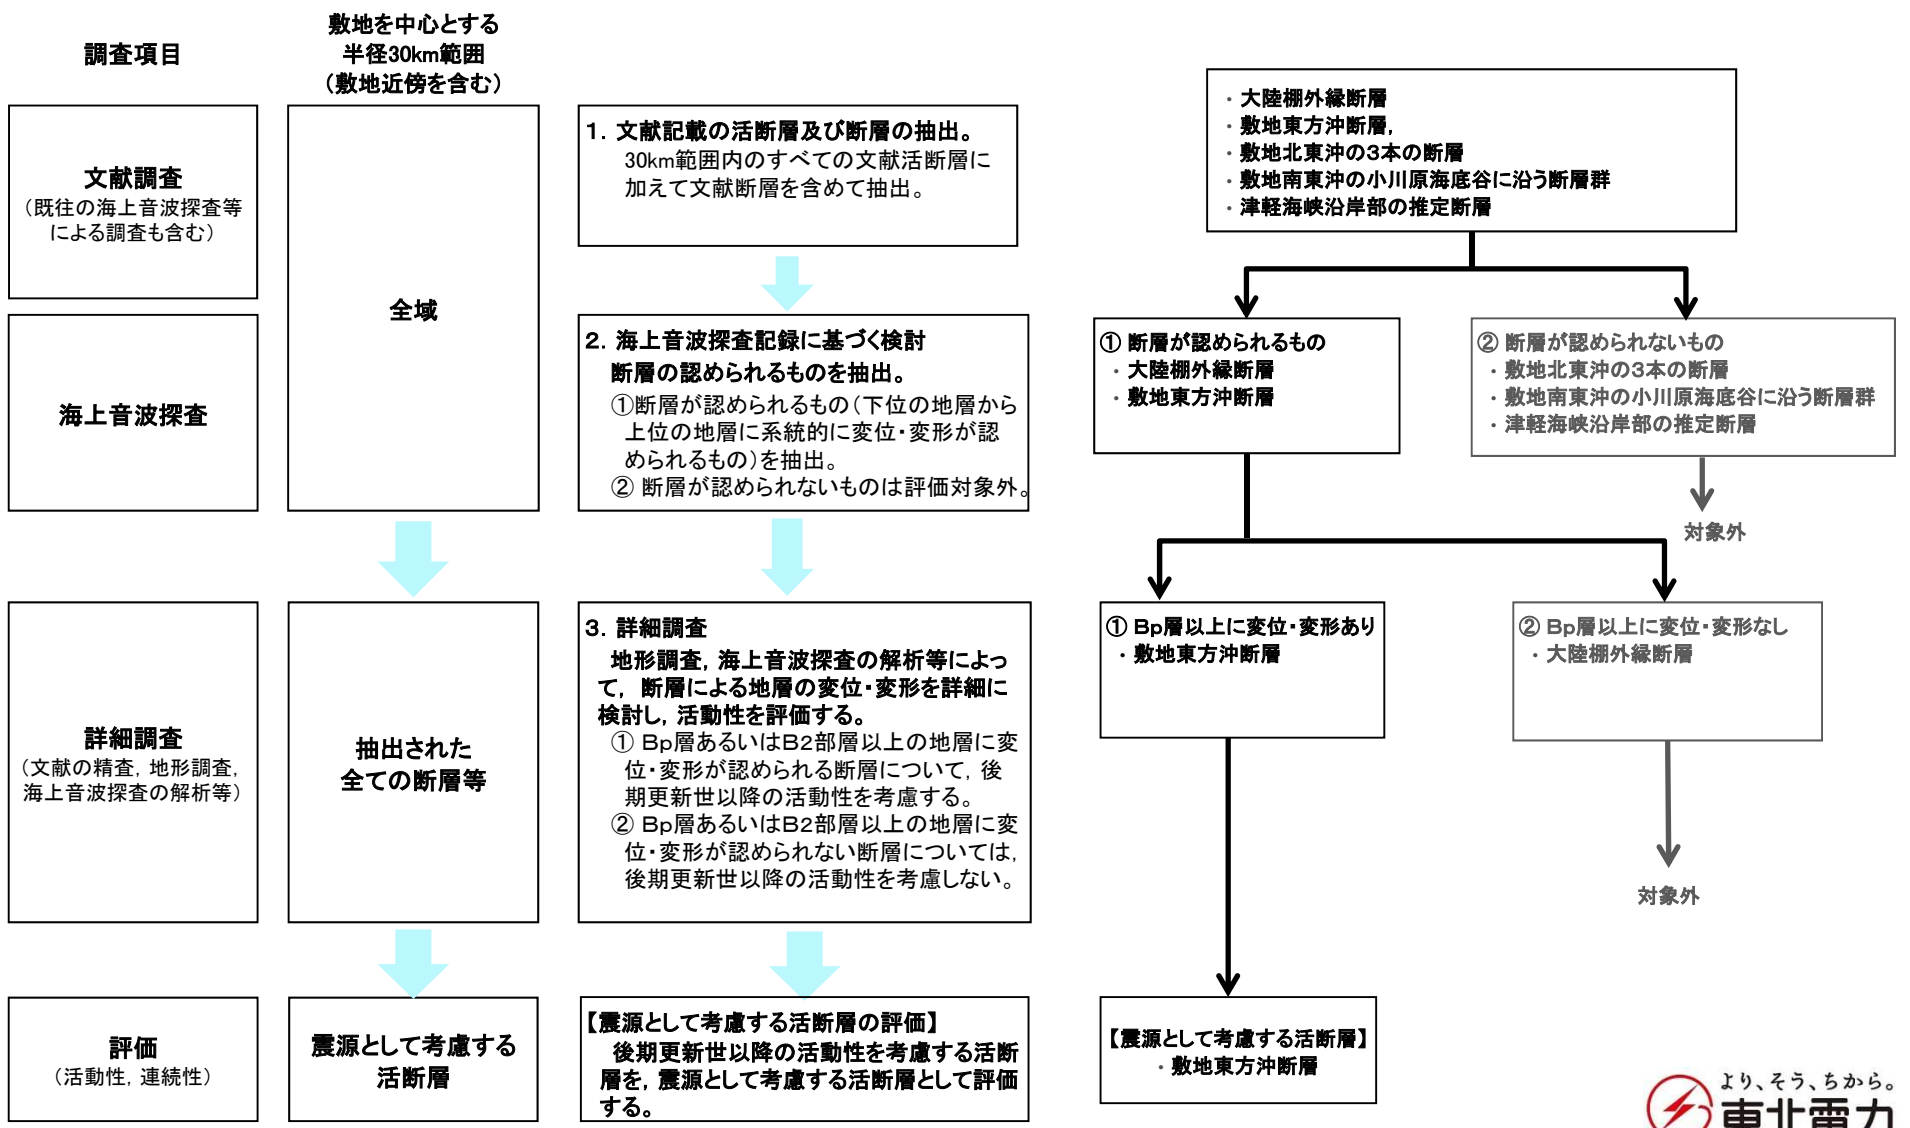 調査項目
敷地を中心とする
半径30km範囲
（敷地近傍を含む）
文献調査
（既往の海上音波探査等
による調査も含む）
海上音波探査
全域
詳細調査
（文献の精査，地形調査，
海上音波探査の解析等）
抽出された
全ての断層等
評価
（活動性，連続性）
震源として考慮する
活断層
１．文献記載の活断層及び断層の抽出。
30km範囲内のすべての文献活断層に
加えて文献断層を含めて抽出。
２．海上音波探査記録に基づく検討
断層の認められるものを抽出。
①断層が認められるもの（下位の地層から
上位の地層に系統的に変位・変形が認
められるもの）を抽出。
② 断層が認められないものは評価対象外。
３．詳細調査
地形調査，海上音波探査の解析等によっ
て，断層による地層の変位・変形を詳細に
検討し，活動性を評価する。
① Ｂｐ層あるいはＢ２部層以上の地層に変
位・変形が認められる断層について，後
期更新世以降の活動性を考慮する。
② Ｂｐ層あるいはＢ２部層以上の地層に変
位・変形が認められない断層については，
後期更新世以降の活動性を考慮しない。
【震源として考慮する活断層の評価】
後期更新世以降の活動性を考慮する活断
層を，震源として考慮する活断層として評価
する。
・大陸棚外縁断層
・敷地東方沖断層，
・敷地北東沖の３本の断層
・敷地南東沖の小川原海底谷に沿う断層群
・津軽海峡沿岸部の推定断層
① 断層が認められるもの
・大陸棚外縁断層
・敷地東方沖断層
② 断層が認められないもの
・敷地北東沖の３本の断層
・敷地南東沖の小川原海底谷に沿う断層群
・津軽海峡沿岸部の推定断層
対象外
① Ｂｐ層以上に変位・変形あり
・敷地東方沖断層
② Ｂｐ層以上に変位・変形なし
・大陸棚外縁断層
対象外
【震源として考慮する活断層】
・敷地東方沖断層
より、そう、ちから。
東北電力